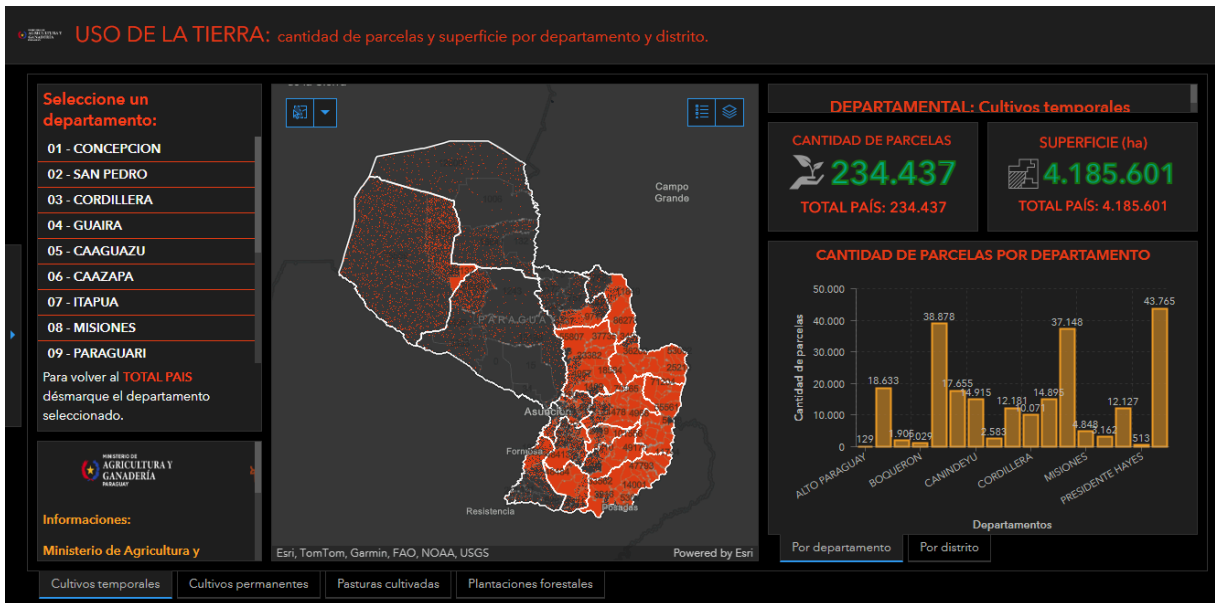 MINISTERIO DE
AGRICULTURA Y
GANADERÍA
USO DE LA TIERRA: cantidad de parcelas y superficie por departamento y distrito.
Seleccione un
departamento:
01 - CONCEPCION
02 - SAN PEDRO
03 - CORDILLERA
04 - GUAIRA
05 - CAAGUAZU
06 - CAAZAPA
07 - ITAPUA
08 - MISIONES
09 - PARAGUARI
Para volver al TOTAL PAIS
désmarque el departamento
seleccionado.
MINISTERIO DE
AGRICULTURA Y
GANADERÍA
PARAGUAY
Informaciones:
Ministerio de Agricultura y
Campo
Grande
PARAGUAY
Asunción
Formosa
Resistencia
Posadas
Esri, TomTom, Garmin, FAO, NOAA, USGS
Powered by Esri
DEPARTAMENTAL: Cultivos temporales
CANTIDAD DE PARCELAS
234.437
TOTAL PAÍS: 234.437
SUPERFICIE (ha)
4.185.601
TOTAL PAÍS: 4.185.601
CANTIDAD DE PARCELAS POR DEPARTAMENTO
Cantidad de parcelas
50.000
40.000
30.000
20.000
10.000
0
129
18.633
1.905
1.029
38.878
17.655
14.915
2.583
12.181
10.071
14.895
37.148
4.848
3.162
12.127
513
43.765
ALTO PARAGUAY
BOQUERON
CANINDEYU
CORDILLERA
MISIONES
PRESIDENTE HAYES
Departamentos
Por departamento
Por distrito
Cultivos temporales
Cultivos permanentes
Pasturas cultivadas
Plantaciones forestales